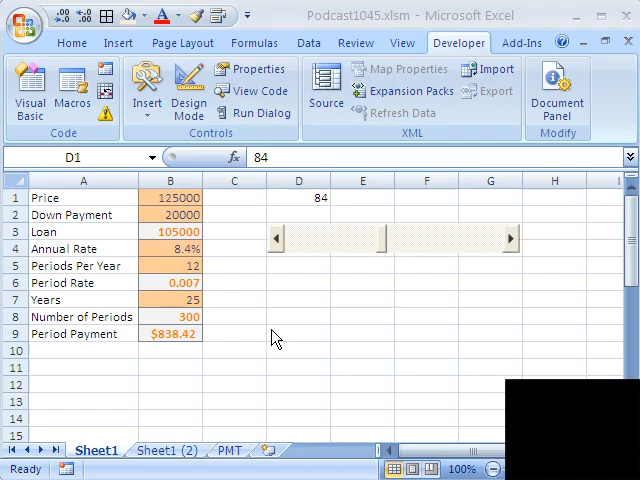 Podcast1045.xlsm - Microsoft Excel
Home Insert Page Layout Formulas Data Review View Developer Add-Ins
Visual Basic
Macros
Code
Insert
Design Mode
Properties
View Code
Run Dialog
Controls
Source
Map Properties
Expansion Packs
Refresh Data
Import
Export
XML
Document Panel
Modify
D1 fx 84
A B C D E F G H I
1 Price 125000 84
2 Down Payment 20000
3 Loan 105000
4 Annual Rate 8.4%
5 Periods Per Year 12
6 Period Rate 0.007
7 Years 25
8 Number of Periods 300
9 Period Payment $838.42
10
11
12
13
14
15
Sheet1 Sheet1 (2) PMT
Ready 100%